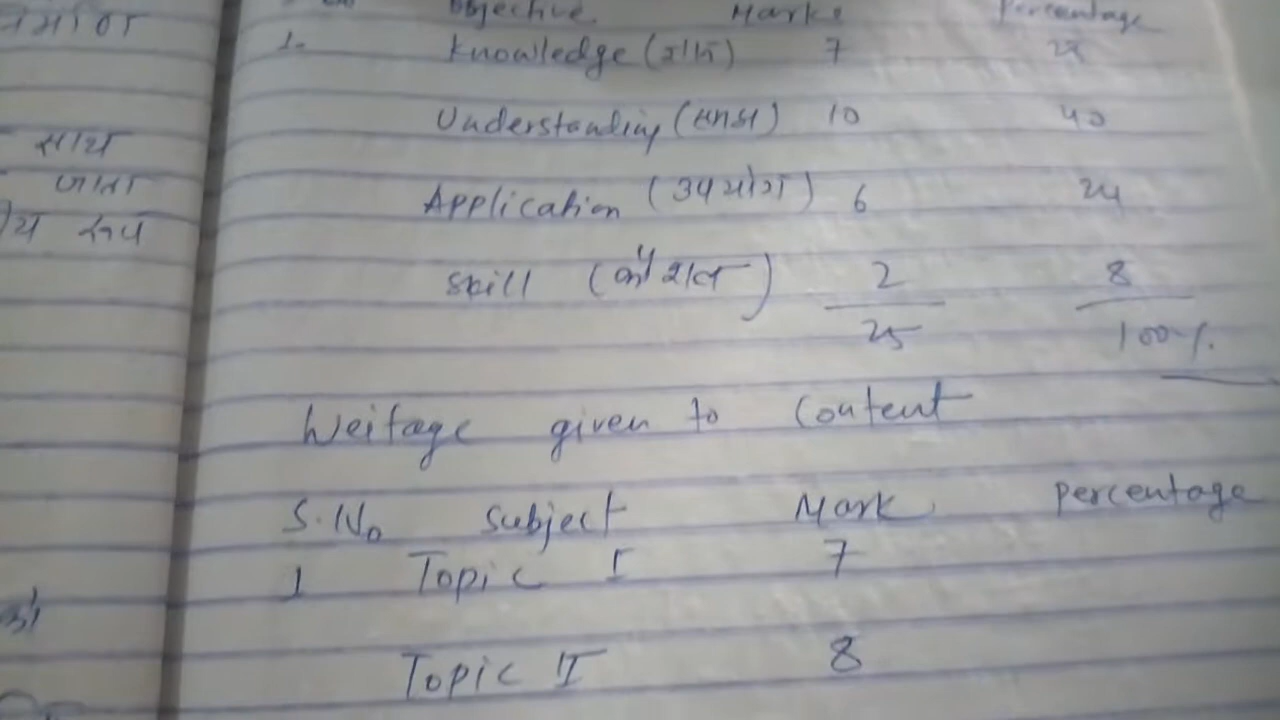 साथ
जाता
रूप
Objective Marks Percentage
1. Knowledge (ज्ञान) 7 28
Understanding 10 40
Application (उपयोग) 6 24
Skill (कौशल) 2 8
25 100%
Weitage given to Content
S.No Subject Mark Percentage
1 Topic I 7
Topic II 8